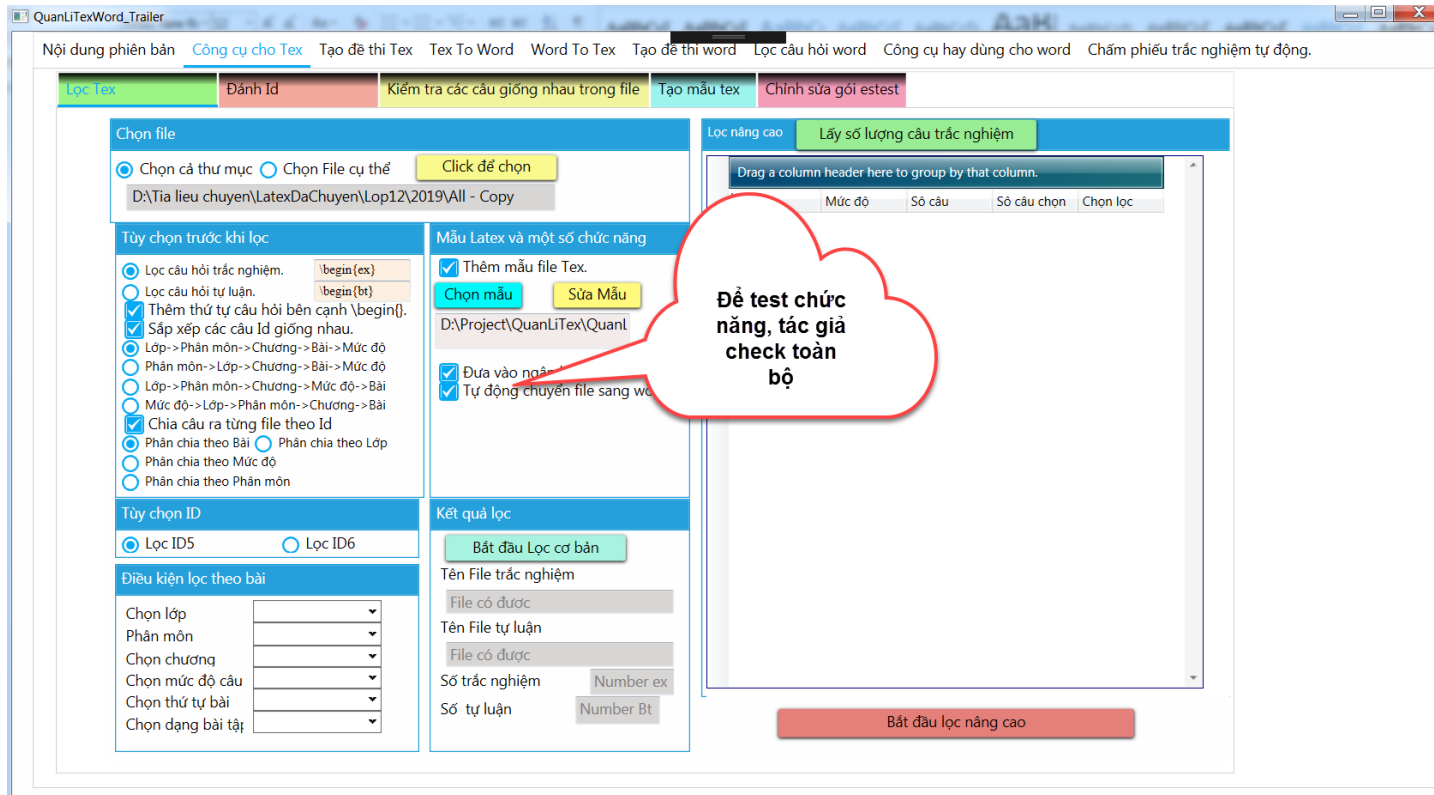 QuanLiTexWord_Trailer
Nội dung phiên bản Công cụ cho Tex Tạo đề thi Tex Tex To Word Word To Tex Tạo đề thi word Lọc câu hỏi word Công cụ hay dùng cho word Chấm phiếu trắc nghiệm tự động.
Lọc Tex Đánh Id Kiểm tra các câu giống nhau trong file Tạo mẫu tex Chỉnh sửa gói estest
Chọn file
Chọn cả thư mục Chọn File cụ thể Click để chọn
D:\Tia lieu chuyen\LatexDaChuyen\Lop12\2019\All - Copy
Tùy chọn trước khi lọc
Lọc câu hỏi trắc nghiệm. \begin{ex}
Lọc câu hỏi tự luận. \begin{bt}
Thêm thứ tự câu hỏi bên cạnh \begin{}.
Sắp xếp các câu Id giống nhau.
Lớp->Phân môn->Chương->Bài->Mức độ
Phân môn->Lớp->Chương->Bài->Mức độ
Lớp->Phân môn->Chương->Mức độ->Bài
Mức độ->Lớp->Phân môn->Chương->Bài
Chia câu ra từng file theo Id
Phân chia theo Bài Phân chia theo Lớp
Phân chia theo Mức độ
Phân chia theo Phân môn
Tùy chọn ID
Lọc ID5 Lọc ID6
Điều kiện lọc theo bài
Chọn lớp
Phân môn
Chọn chương
Chọn mức độ câu
Chọn thứ tự bài
Chọn dạng bài tập
Mẫu Latex và một số chức năng
Thêm mẫu file Tex.
Chọn mẫu Sửa Mẫu
D:\Project\QuanLiTex\QuanL
Đưa vào
Tự động chuyển file sang
Kết quả lọc
Bắt đầu Lọc cơ bản
Tên File trắc nghiệm
File có được
Tên File tự luận
File có được
Số trắc nghiệm Number ex
Số tự luận Number Bt
Lọc nâng cao Lấy số lượng câu trắc nghiệm
Drag a column header here to group by that column.
Mức độ Số câu Số câu chọn Chọn lọc
Để test chức
năng, tác giả
check toàn
bộ
Bắt đầu lọc nâng cao